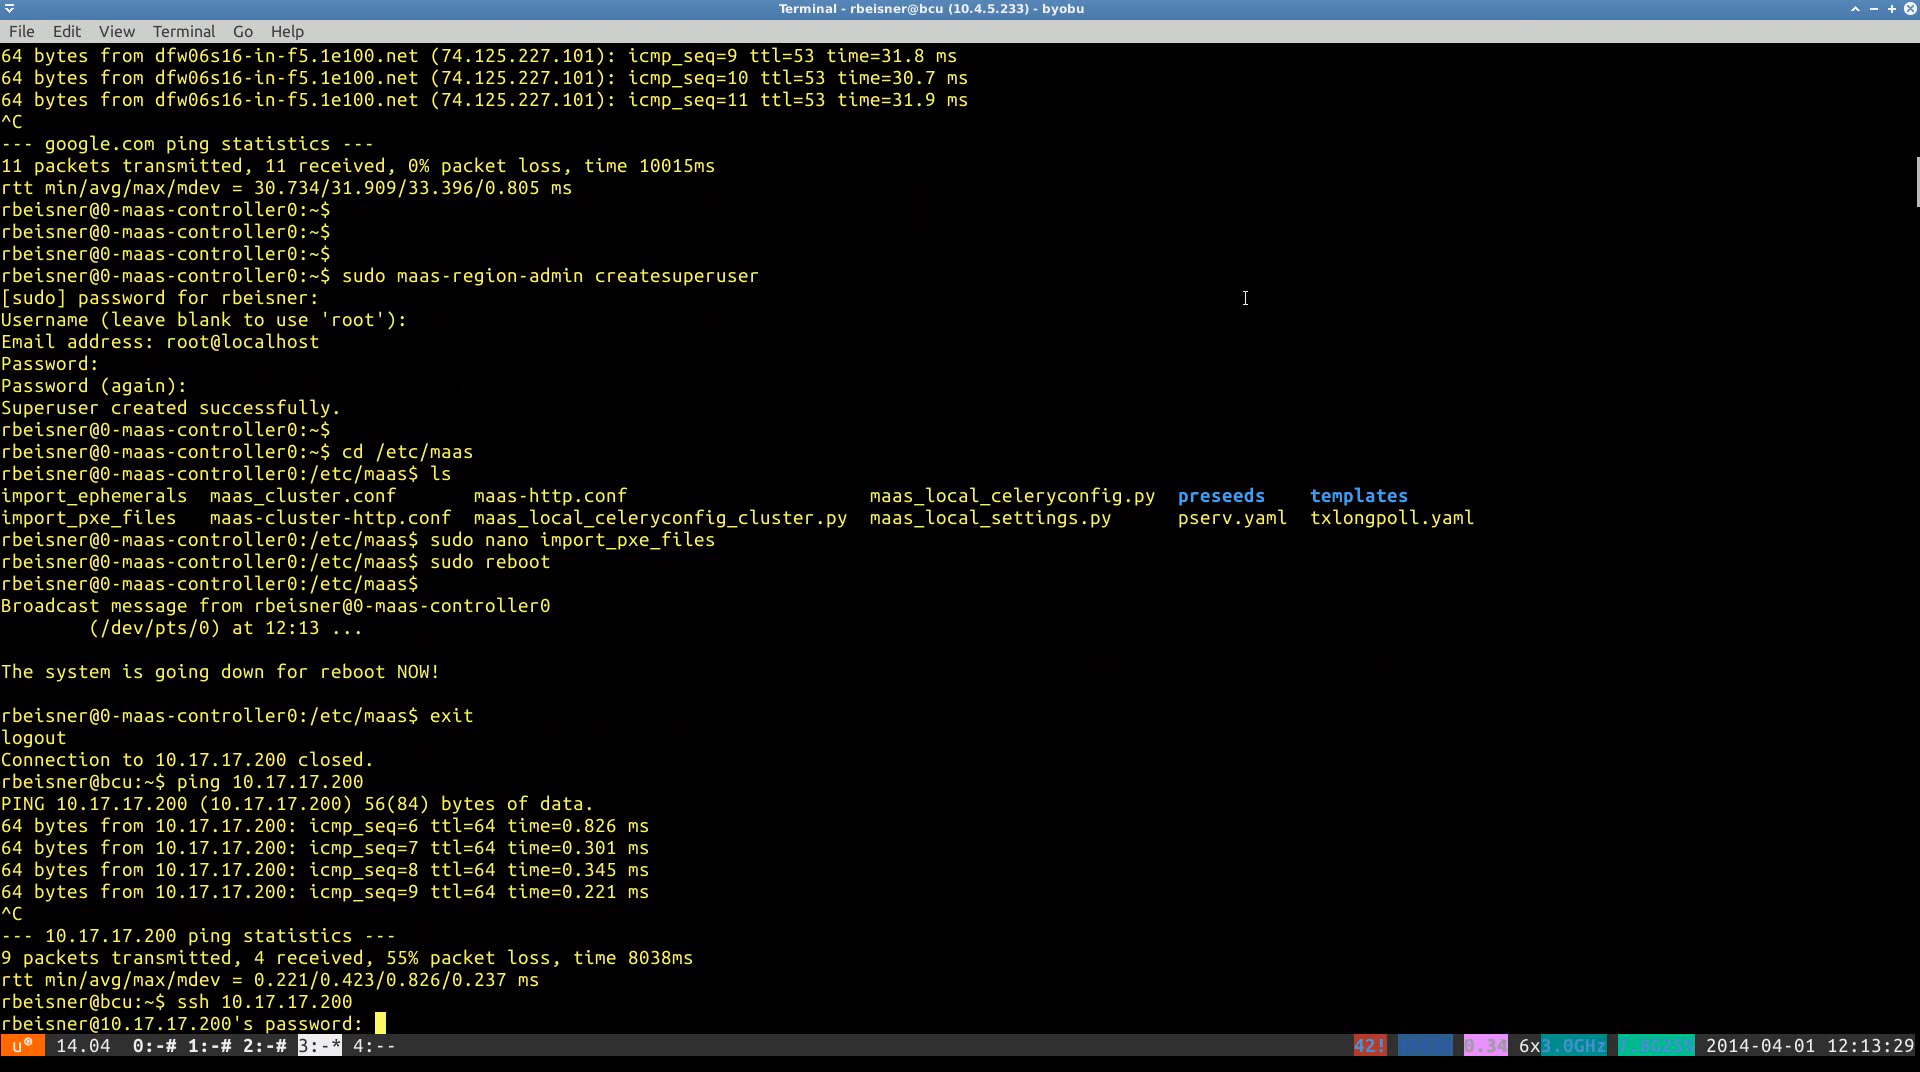 Terminal - rbeisner@bcu (10.4.5.233) - byobu
File Edit View Terminal Go Help
64 bytes from dfw06s16-in-f5.1e100.net (74.125.227.101): icmp_seq=9 ttl=53 time=31.8 ms
64 bytes from dfw06s16-in-f5.1e100.net (74.125.227.101): icmp_seq=10 ttl=53 time=30.7 ms
64 bytes from dfw06s16-in-f5.1e100.net (74.125.227.101): icmp_seq=11 ttl=53 time=31.9 ms
^C
--- google.com ping statistics ---
11 packets transmitted, 11 received, 0% packet loss, time 10015ms
rtt min/avg/max/mdev = 30.734/31.909/33.396/0.805 ms
rbeisner@0-maas-controller0:~$
rbeisner@0-maas-controller0:~$
rbeisner@0-maas-controller0:~$
rbeisner@0-maas-controller0:~$ sudo maas-region-admin createsuperuser
[sudo] password for rbeisner:
Username (leave blank to use 'root'):
Email address: root@localhost
Password:
Password (again):
Superuser created successfully.
rbeisner@0-maas-controller0:~$
rbeisner@0-maas-controller0:~$ cd /etc/maas
rbeisner@0-maas-controller0:/etc/maas$ ls
import_ephemerals  maas_cluster.conf       maas-http.conf                      maas_local_celeryconfig.py  preseeds    templates
import_pxe_files   maas-cluster-http.conf  maas_local_celeryconfig_cluster.py  maas_local_settings.py      pserv.yaml  txlongpoll.yaml
rbeisner@0-maas-controller0:/etc/maas$ sudo nano import_pxe_files
rbeisner@0-maas-controller0:/etc/maas$ sudo reboot
rbeisner@0-maas-controller0:/etc/maas$
Broadcast message from rbeisner@0-maas-controller0
(/dev/pts/0) at 12:13 ...
The system is going down for reboot NOW!
rbeisner@0-maas-controller0:/etc/maas$ exit
logout
Connection to 10.17.17.200 closed.
rbeisner@bcu:~$ ping 10.17.17.200
PING 10.17.17.200 (10.17.17.200) 56(84) bytes of data.
64 bytes from 10.17.17.200: icmp_seq=6 ttl=64 time=0.826 ms
64 bytes from 10.17.17.200: icmp_seq=7 ttl=64 time=0.301 ms
64 bytes from 10.17.17.200: icmp_seq=8 ttl=64 time=0.345 ms
64 bytes from 10.17.17.200: icmp_seq=9 ttl=64 time=0.221 ms
^C
--- 10.17.17.200 ping statistics ---
9 packets transmitted, 4 received, 55% packet loss, time 8038ms
rtt min/avg/max/mdev = 0.221/0.423/0.826/0.237 ms
rbeisner@bcu:~$ ssh 10.17.17.200
rbeisner@10.17.17.200's password:
u® 14.04 0:-# 1:-# 2:-# 3:-* 4:-- 42! 0.34 6x3.0GHz 2014-04-01 12:13:29